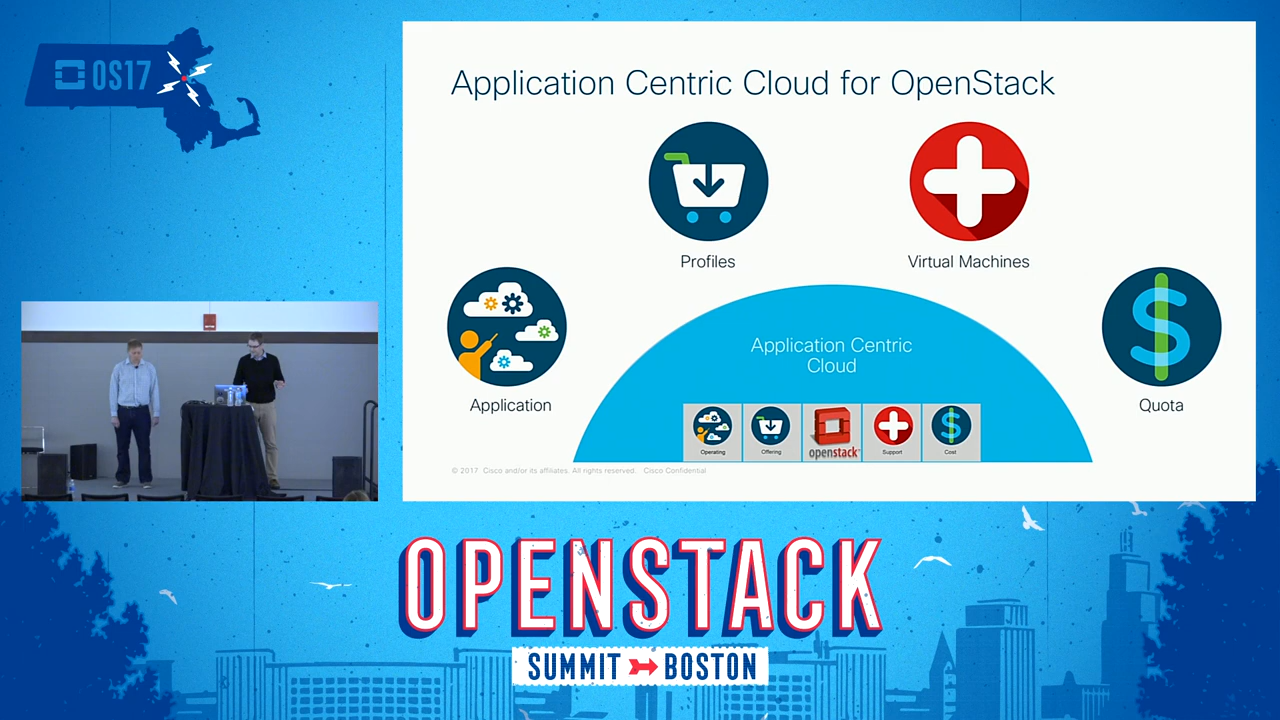 OS17
Application Centric Cloud for OpenStack
Profiles
Virtual Machines
Application
Application Centric
Cloud
Quota
Operating
Offering
openstack
Support
Cost
© 2017 Cisco and/or its affiliates. All rights reserved. Cisco Confidential
OPENSTACK
SUMMIT BOSTON